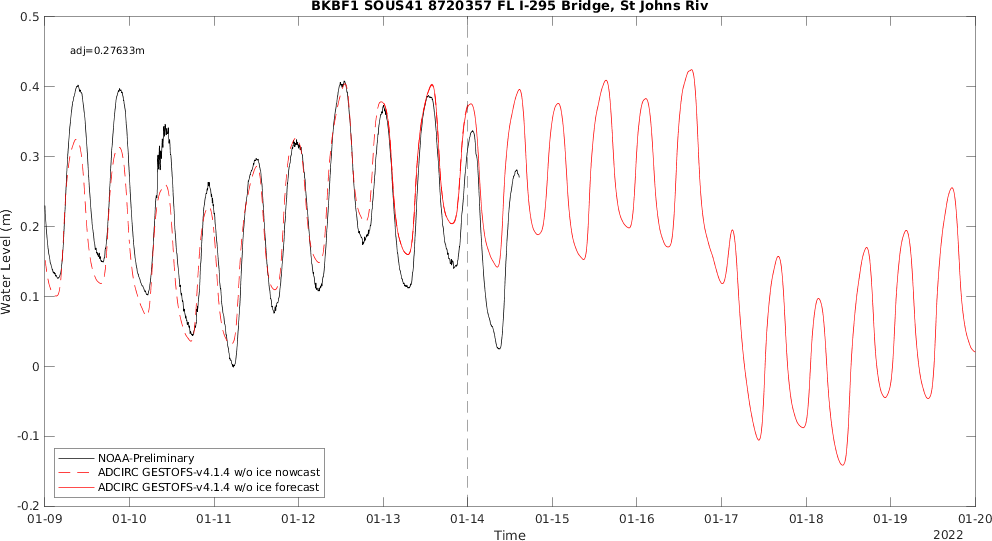 BKBF1 SOUS41 8720357 FL I-295 Bridge, St Johns Riv
adj=0.27633m
Water Level (m)
0.5
0.4
0.3
0.2
0.1
0
-0.1
-0.2
NOAA-Preliminary
ADCIRC GESTOFS-v4.1.4 w/o ice nowcast
ADCIRC GESTOFS-v4.1.4 w/o ice forecast
01-09 01-10 01-11 01-12 01-13 01-14 01-15 01-16 01-17 01-18 01-19 01-20
Time
2022